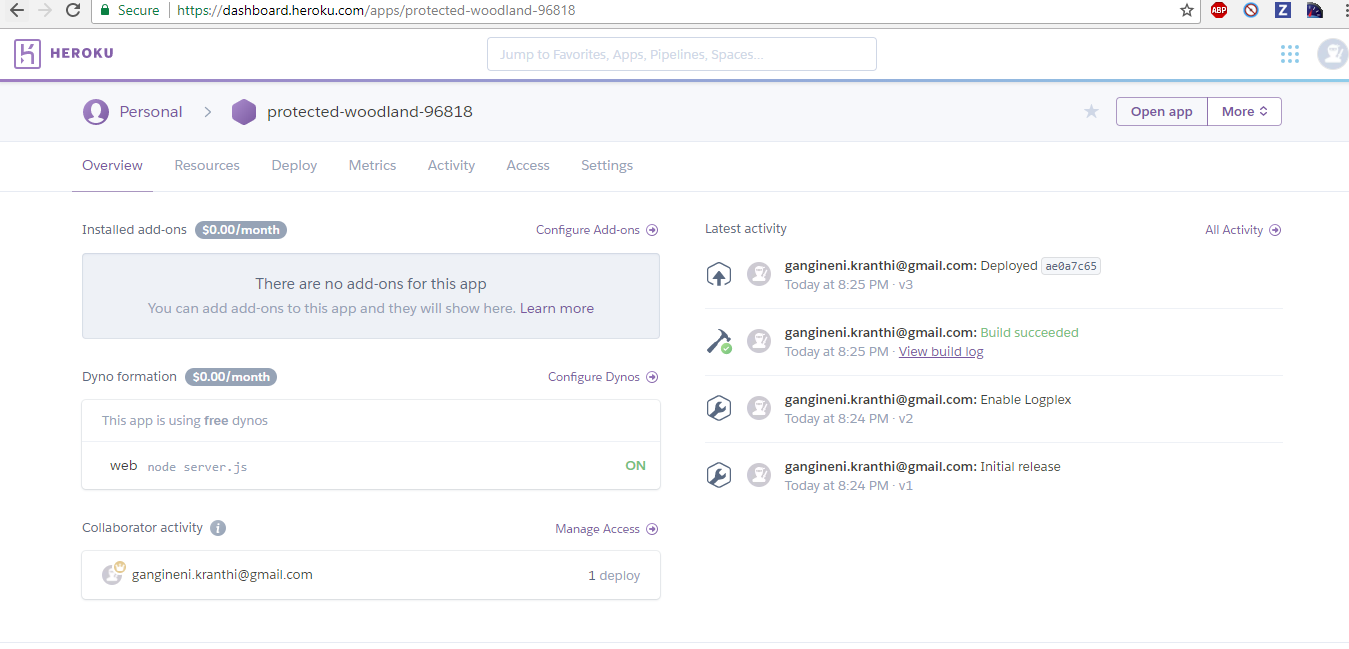 Secure https://dashboard.heroku.com/apps/protected-woodland-96818
ABP Z
HEROKU
Jump to Favorites, Apps, Pipelines, Spaces...
Personal > protected-woodland-96818
Open app More
Overview Resources Deploy Metrics Activity Access Settings
Installed add-ons $0.00/month
Configure Add-ons
There are no add-ons for this app
You can add add-ons to this app and they will show here. Learn more
Dyno formation $0.00/month
Configure Dynos
This app is using free dynos
web node server.js ON
Collaborator activity i
Manage Access
gangineni.kranthi@gmail.com 1 deploy
Latest activity
All Activity
gangineni.kranthi@gmail.com: Deployed ae0a7c65
Today at 8:25 PM · v3
gangineni.kranthi@gmail.com: Build succeeded
Today at 8:25 PM · View build log
gangineni.kranthi@gmail.com: Enable Logplex
Today at 8:24 PM · v2
gangineni.kranthi@gmail.com: Initial release
Today at 8:24 PM · v1